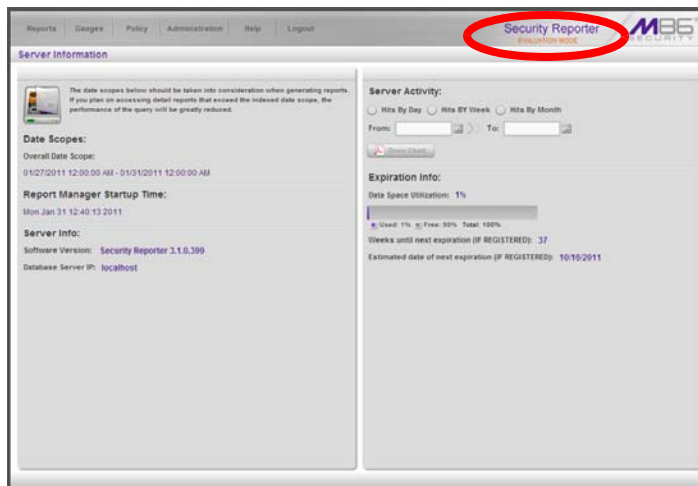 Reports Gauges Policy Administration Help Logout
Security Reporter
EVALUATION MODE
M86
SECURITY
Server Information
The date scopes below should be taken into consideration when generating reports.
If you plan on accessing detail reports that exceed the indexed date scope, the
performance of the query will be greatly reduced.
Date Scopes:
Overall Date Scope:
01/27/2011 12:00:00 AM - 01/31/2011 12:00:00 AM
Report Manager Startup Time:
Mon Jan 31 12:40:13 2011
Server Info:
Software Version: Security Reporter 3.1.0.399
Database Server IP: localhost
Server Activity:
Hits By Day Hits BY Week Hits By Month
From: To:
Draw Chart
Expiration Info:
Data Space Utilization: 1%
Used: 1% Free: 99% Total: 100%
Weeks until next expiration (IF REGISTERED): 37
Estimated date of next expiration (IF REGISTERED): 10/16/2011